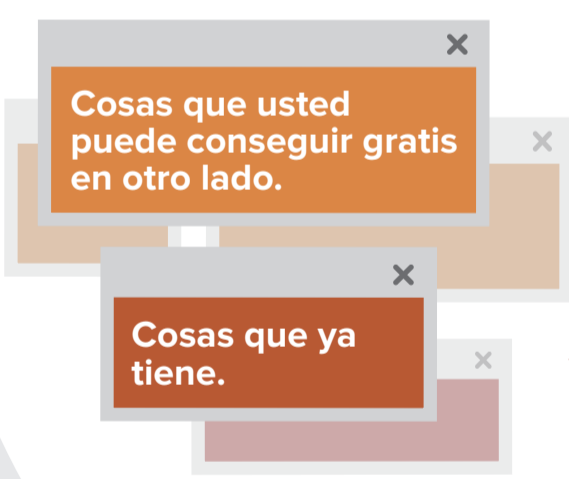 Cosas que usted
puede conseguir gratis
en otro lado.
Cosas que ya
tiene.